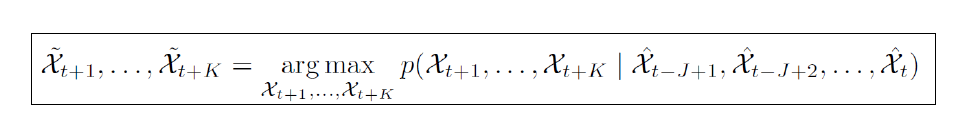 $\tilde{\mathcal{X}}_{t+1}, \ldots, \tilde{\mathcal{X}}_{t+K} = \underset{\mathcal{X}_{t+1}, \ldots, \mathcal{X}_{t+K}}{\arg\max} \; p(\mathcal{X}_{t+1}, \ldots, \mathcal{X}_{t+K} \mid \hat{\mathcal{X}}_{t-J+1}, \hat{\mathcal{X}}_{t-J+2}, \ldots, \hat{\mathcal{X}}_{t})$